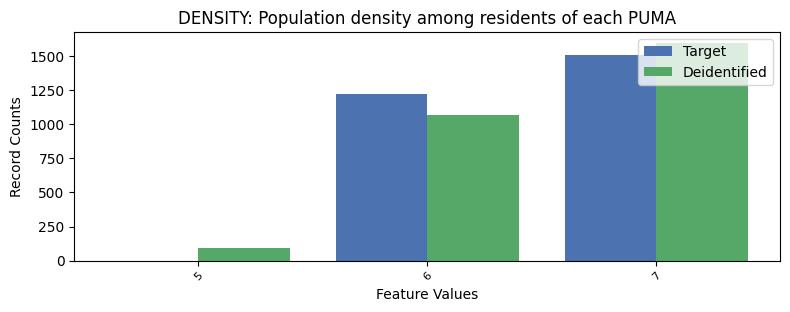 DENSITY: Population density among residents of each PUMA
Target
Deidentified
Record Counts
1500
1250
1000
750
500
250
0
5
6
7
Feature Values